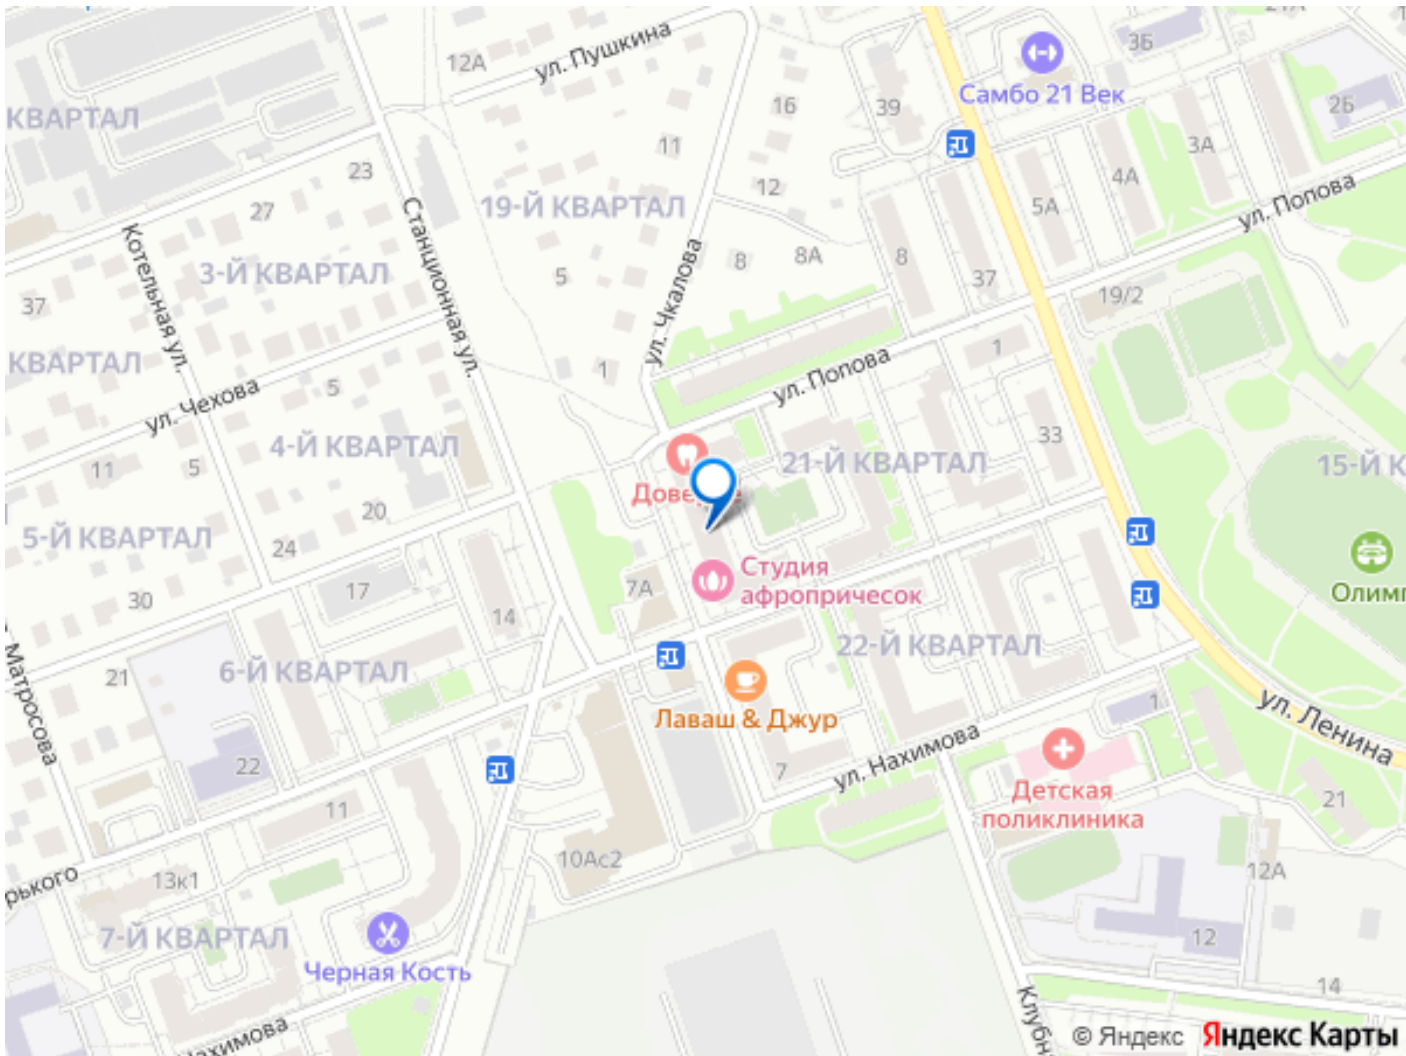 12А
ул. Пушкина
16
39
3Б
Самбо 21 Век
2Б
КВАРТАЛ
11
3А
23
12
4А
27
Станционная ул.
19-Й КВАРТАЛ
5А
ул. Попова
Котельная ул.
3-Й КВАРТАЛ
ул. Чкалова
8
8А
8
5
37
19/2
37
КВАРТАЛ
1
1
ул. Чехова
5
ул. Попова
4-Й КВАРТАЛ
33
11
5
21-Й КВАРТАЛ
15-Й К
20
5-Й КВАРТАЛ
24
17
30
7А
Студия
афропричесок
14
Матросова
21
6-Й КВАРТАЛ
22-Й КВАРТАЛ
Лаваш & Джур
1
ул. Ленина
22
7
ул. Нахимова
Детская
поликлиника
21
11
10Ас2
12А
13к1
7-Й КВАРТАЛ
12
Черная Кость
14
© Яндекс
Яндекс Карты